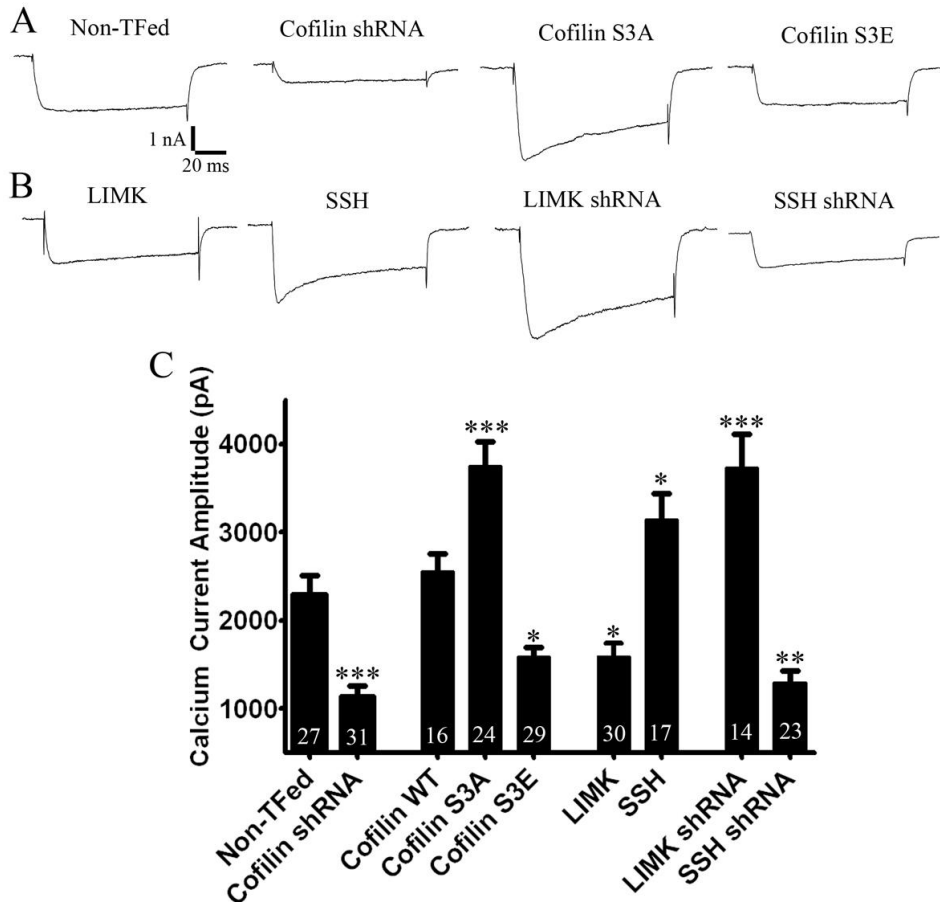 A
Non-TFed
Cofilin shRNA
Cofilin S3A
Cofilin S3E
1 nA
20 ms
B
LIMK
SSH
LIMK shRNA
SSH shRNA
C
Calcium Current Amplitude (pA)
4000
3000
2000
1000
***
***
*
*
*
***
**
27
31
16
24
29
30
17
14
23
Non-TFed
Cofilin shRNA
Cofilin WT
Cofilin S3A
Cofilin S3E
LIMK
SSH
LIMK shRNA
SSH shRNA